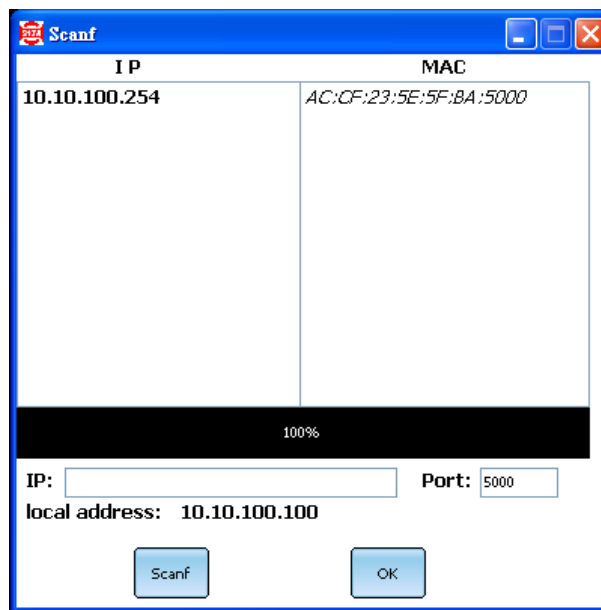 Scanf
I P MAC
10.10.100.254 AC:CF:23:5E:5F:BA:5000
100%
IP: Port: 5000
local address: 10.10.100.100
Scanf OK